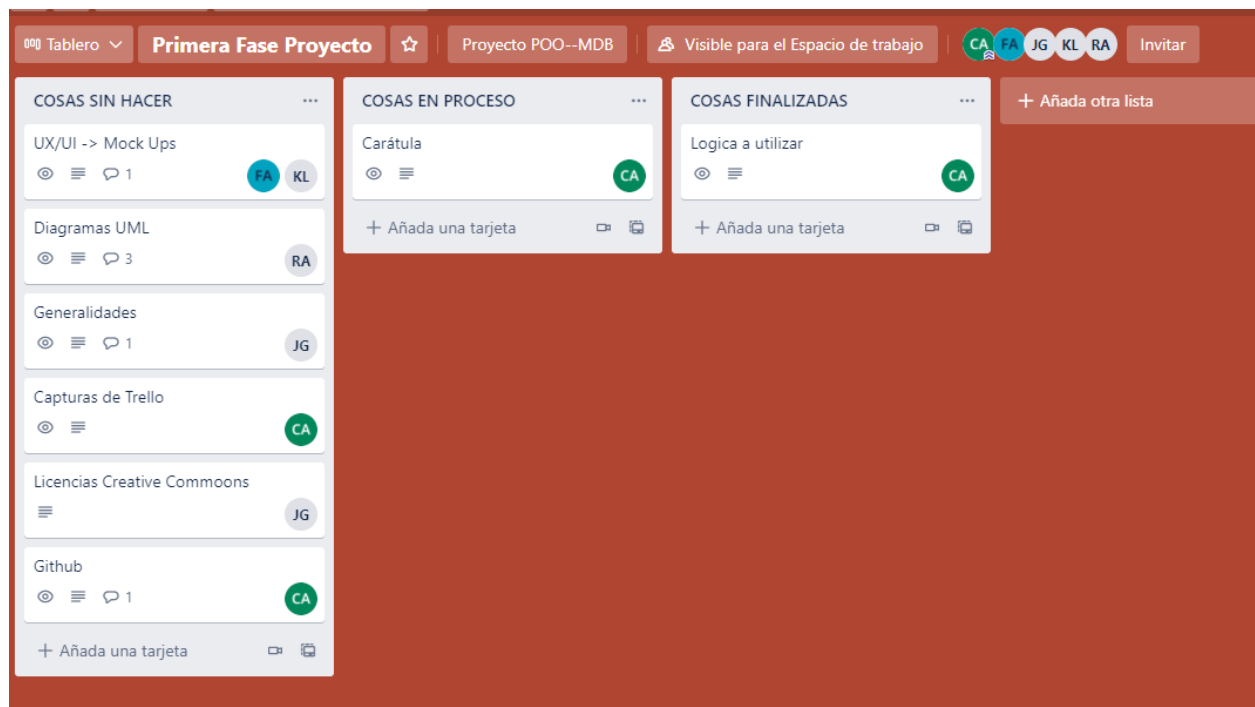 Tablero
Primera Fase Proyecto
Proyecto POO--MDB
Visible para el Espacio de trabajo
CA FA JG KL RA
Invitar
COSAS SIN HACER
UX/UI -> Mock Ups
1
FA KL
Diagramas UML
3
RA
Generalidades
1
JG
Capturas de Trello
CA
Licencias Creative Commoons
JG
Github
1
CA
+ Añada una tarjeta
COSAS EN PROCESO
Carátula
CA
+ Añada una tarjeta
COSAS FINALIZADAS
Logica a utilizar
CA
+ Añada una tarjeta
+ Añada otra lista